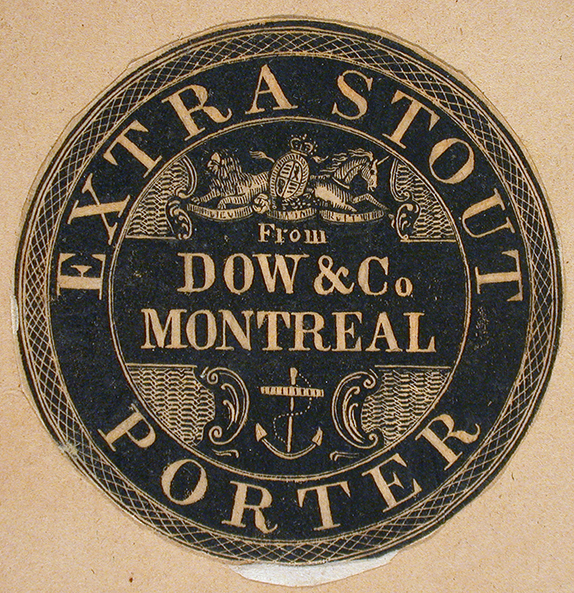 EXTRA STOUT
From
DOW & Co
MONTREAL
PORTER